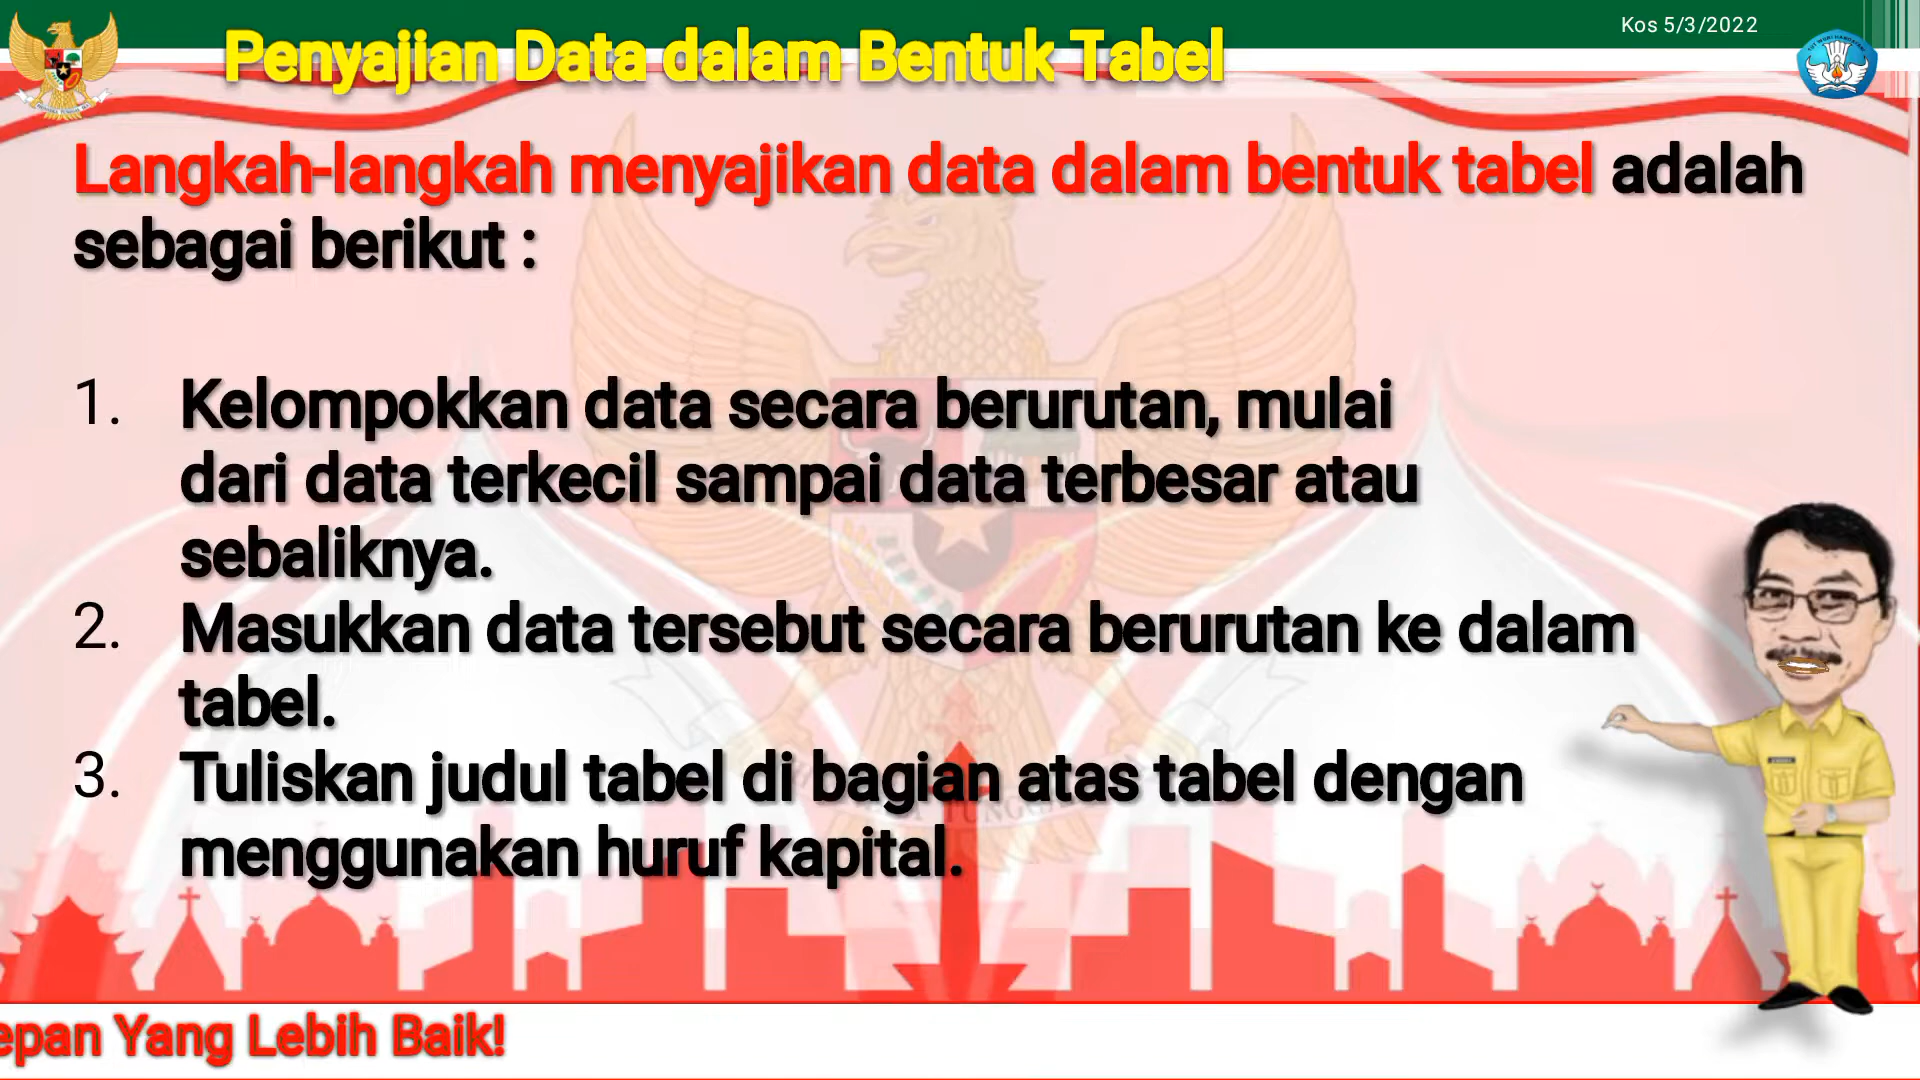 Kos 5/3/2022
Penyajian Data dalam Bentuk Tabel
Langkah-langkah menyajikan data dalam bentuk tabel adalah
sebagai berikut :
1. Kelompokkan data secara berurutan, mulai
dari data terkecil sampai data terbesar atau
sebaliknya.
2. Masukkan data tersebut secara berurutan ke dalam
tabel.
3. Tuliskan judul tabel di bagian atas tabel dengan
menggunakan huruf kapital.
epan Yang Lebih Baik!